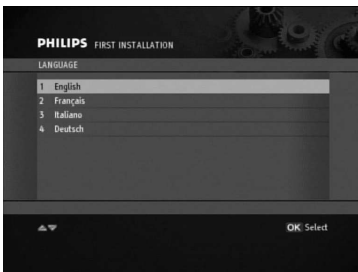 PHILIPS FIRST INSTALLATION
LANGUAGE
1 English
2 Français
3 Italiano
4 Deutsch
OK Select